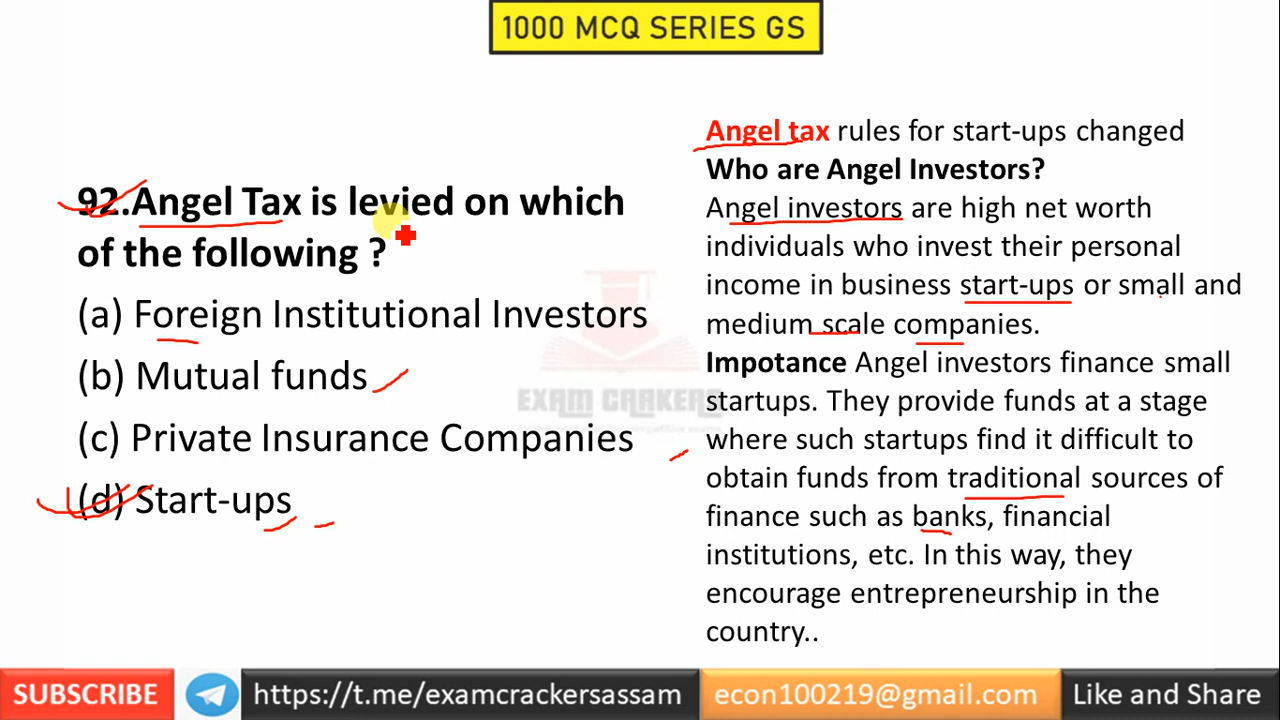 1000 MCQ SERIES GS
92.Angel Tax is levied on which
of the following ?
(a) Foreign Institutional Investors
(b) Mutual funds
(c) Private Insurance Companies
(d) Start-ups
Angel tax rules for start-ups changed
Who are Angel Investors?
Angel investors are high net worth
individuals who invest their personal
income in business start-ups or small and
medium scale companies.
Impotance Angel investors finance small
startups. They provide funds at a stage
where such startups find it difficult to
obtain funds from traditional sources of
finance such as banks, financial
institutions, etc. In this way, they
encourage entrepreneurship in the
country..
EXAM CRAKERS
SUBSCRIBE
https://t.me/examcrackersassam
econ100219@gmail.com
Like and Share